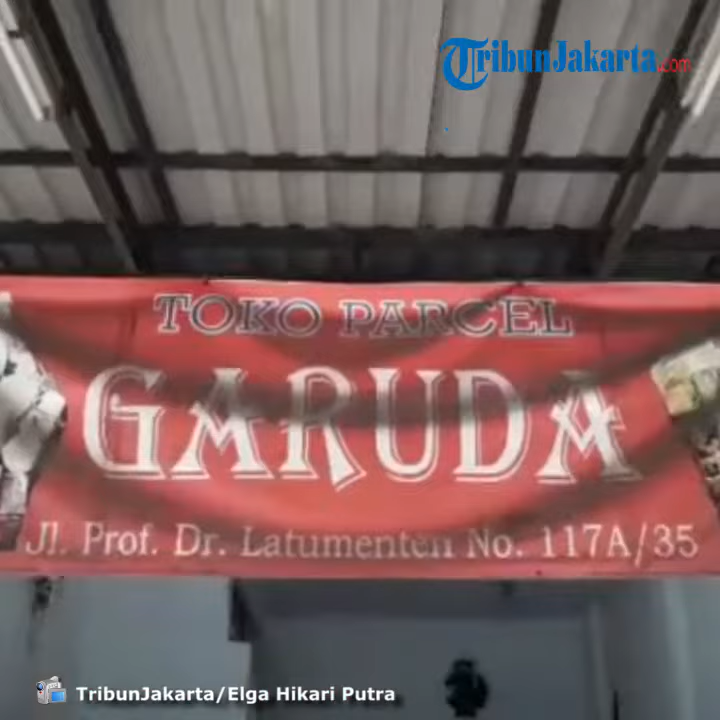 TribunJakarta.com
TOKO PARCEL
GARUDA
Jl. Prof. Dr. Latumenten No. 117A/35
TribunJakarta/Elga Hikari Putra